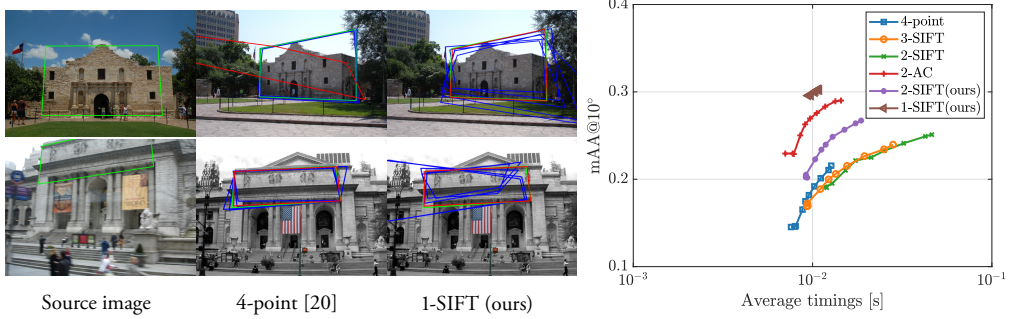 Source image
4-point [20]
1-SIFT (ours)
mAA@10°
0.4
0.3
0.2
0.1
10⁻³
10⁻²
10⁻¹
Average timings [s]
4-point
3-SIFT
2-SIFT
2-AC
2-SIFT(ours)
1-SIFT(ours)